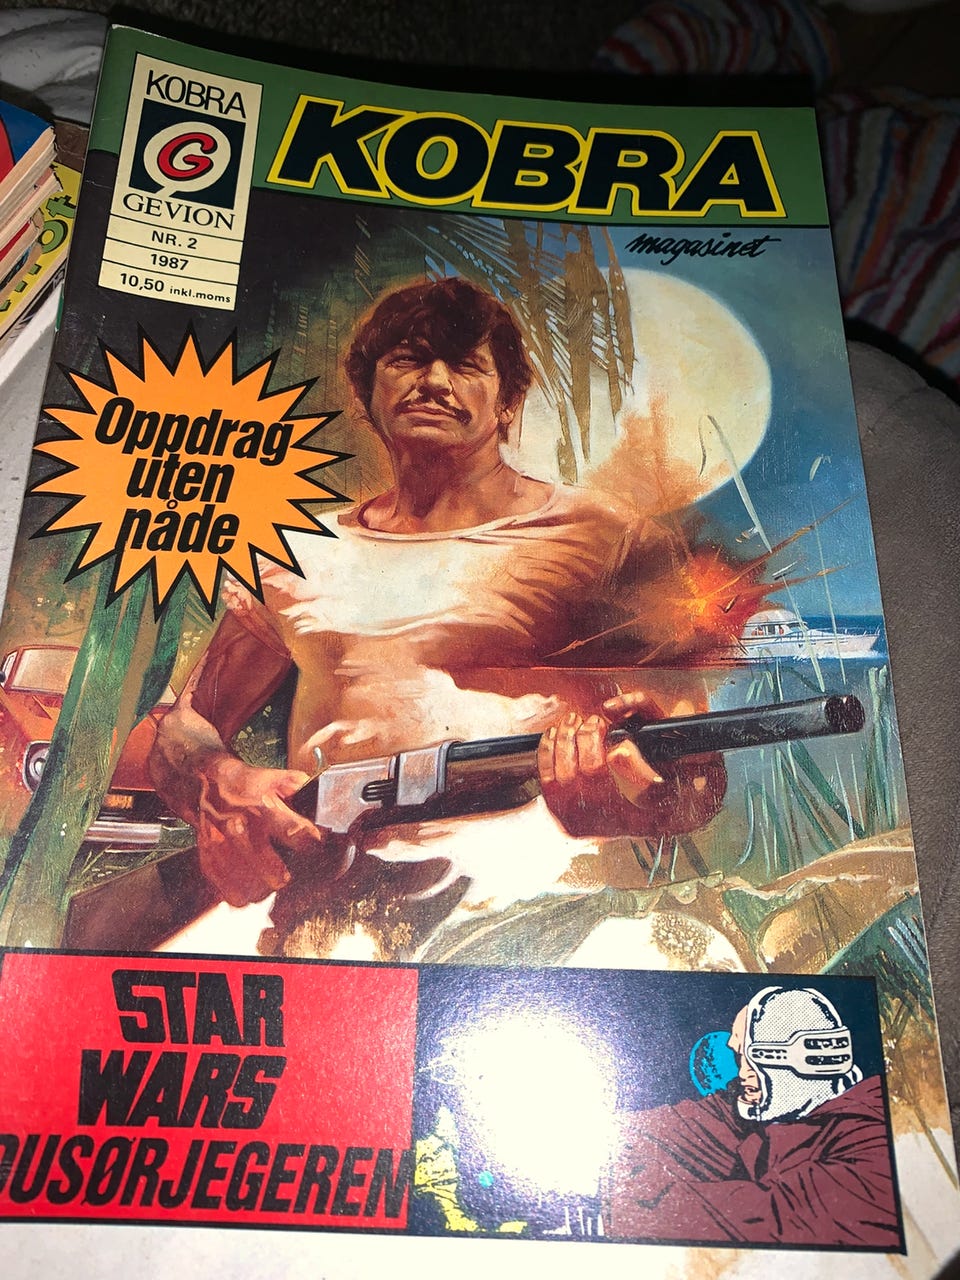 KOBRA
G
GEVION
NR. 2
1987
10,50 inkl.moms
KOBRA
magasinet
Oppdrag
uten
nåde
STAR
WARS
DUSØRJEGEREN